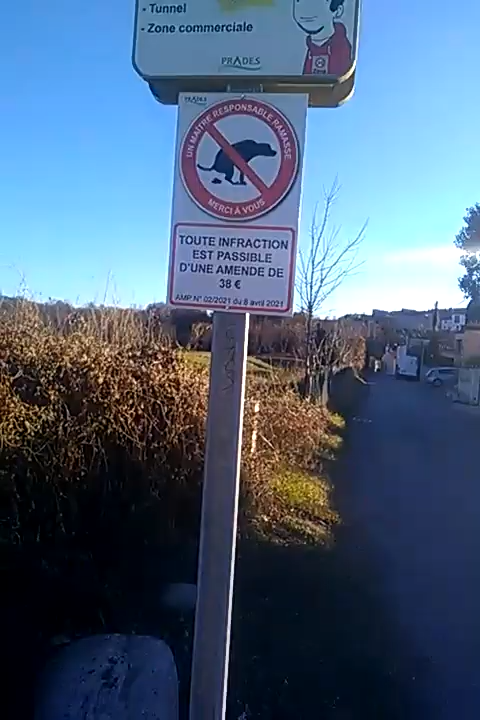 - Tunnel
- Zone commerciale
PRADES
PRADES
UN MAÎTRE RESPONSABLE RAMASSE
MERCI À VOUS
TOUTE INFRACTION
EST PASSIBLE
D'UNE AMENDE DE
38 €
AMP N° 02/2021 du 8 avril 2021